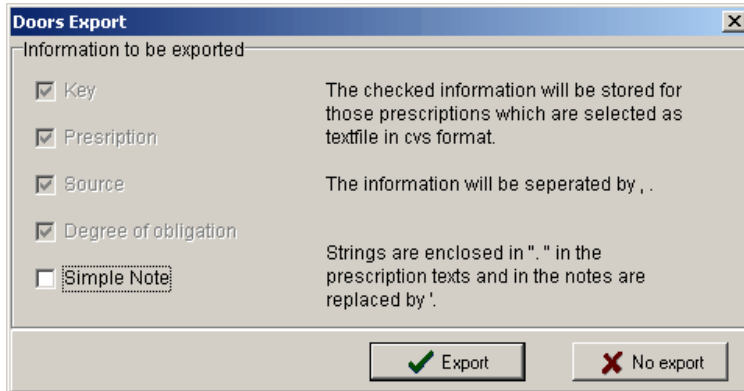 Doors Export
Information to be exported
Key
Presription
Source
Degree of obligation
Simple Note
The checked information will be stored for
those prescriptions which are selected as
textfile in cvs format.
The information will be seperated by , .
Strings are enclosed in ". " in the
prescription texts and in the notes are
replaced by '.
Export
No export